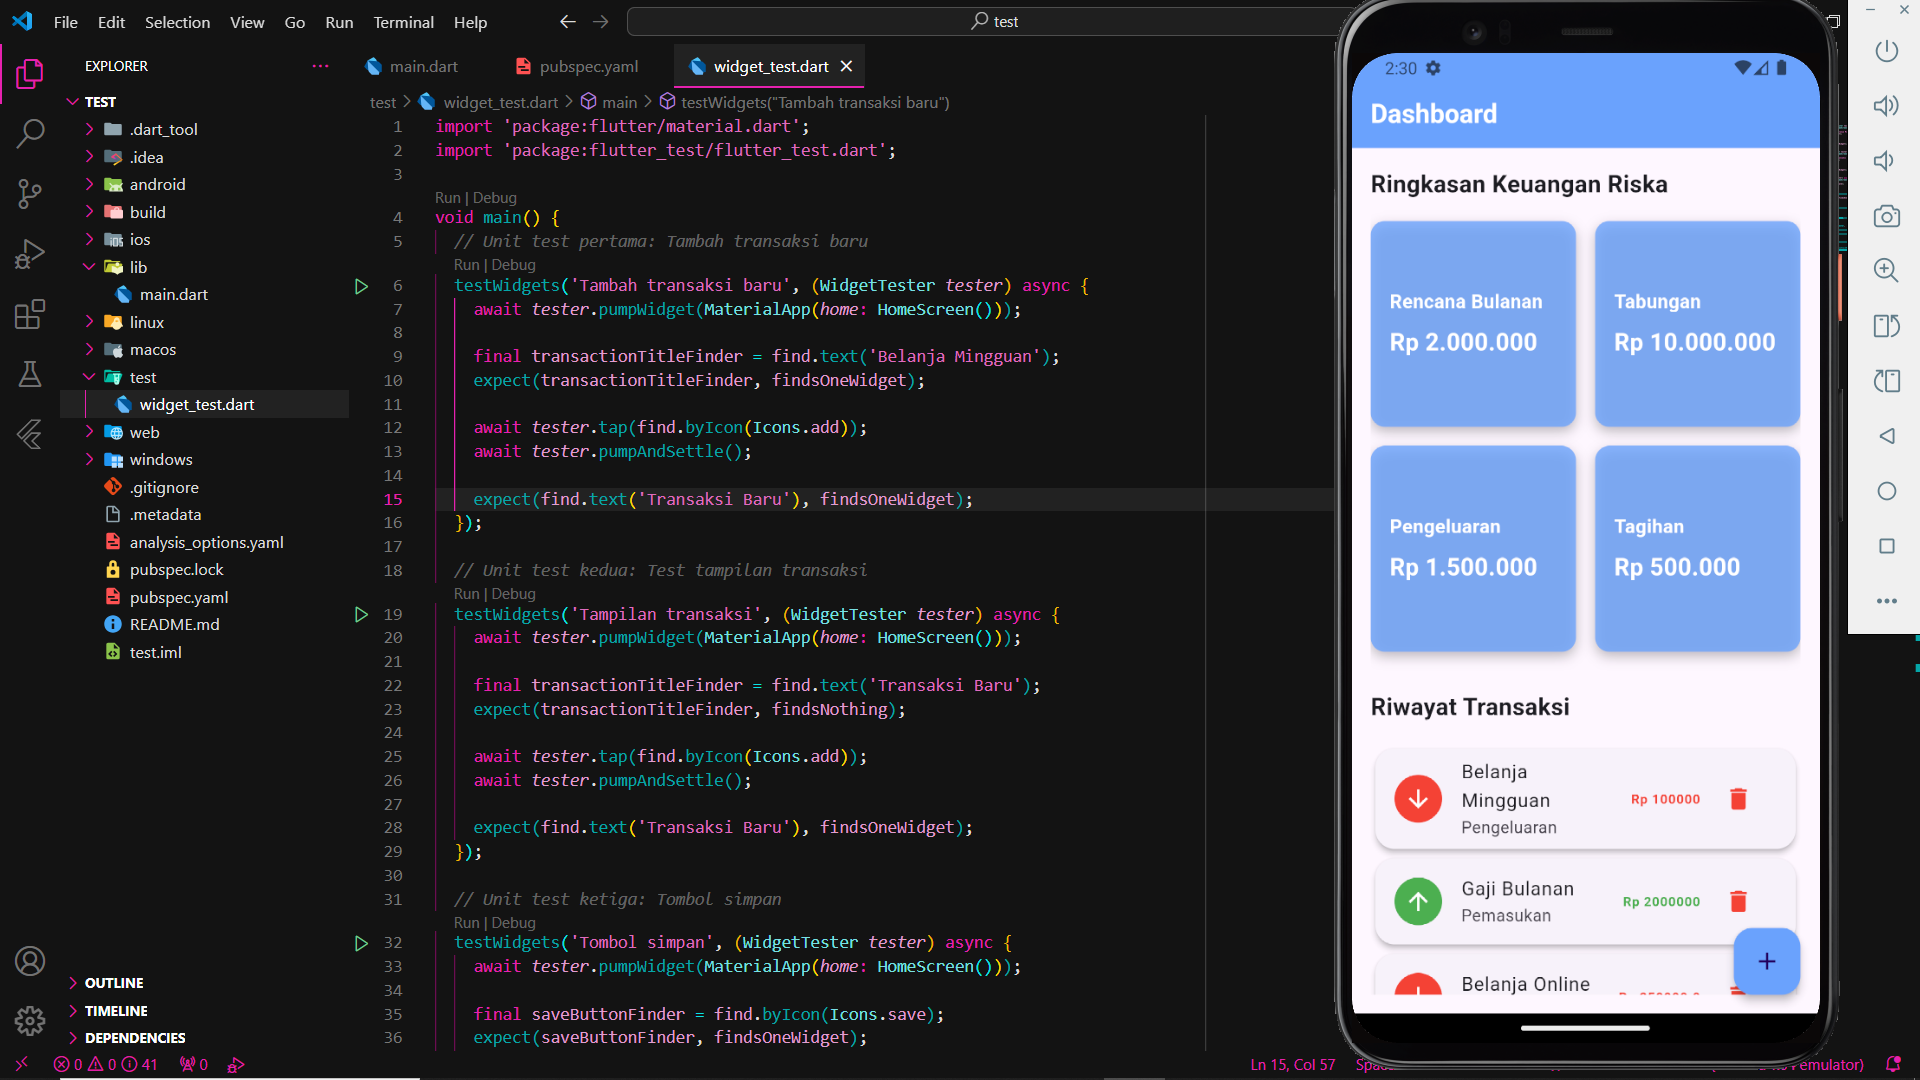 File Edit Selection View Go Run Terminal Help
test
EXPLORER
TEST
.dart_tool
.idea
android
build
ios
lib
main.dart
linux
macos
test
widget_test.dart
web
windows
.gitignore
.metadata
analysis_options.yaml
pubspec.lock
pubspec.yaml
README.md
test.iml
OUTLINE
TIMELINE
DEPENDENCIES
main.dart pubspec.yaml widget_test.dart
test > widget_test.dart > main > testWidgets("Tambah transaksi baru")
1 import 'package:flutter/material.dart';
2 import 'package:flutter_test/flutter_test.dart';
3
Run | Debug
4 void main() {
5 // Unit test pertama: Tambah transaksi baru
Run | Debug
6 testWidgets('Tambah transaksi baru', (WidgetTester tester) async {
7 await tester.pumpWidget(MaterialApp(home: HomeScreen()));
8
9 final transactionTitleFinder = find.text('Belanja Mingguan');
10 expect(transactionTitleFinder, findsOneWidget);
11
12 await tester.tap(find.byIcon(Icons.add));
13 await tester.pumpAndSettle();
14
15 expect(find.text('Transaksi Baru'), findsOneWidget);
16 });
17
18 // Unit test kedua: Test tampilan transaksi
Run | Debug
19 testWidgets('Tampilan transaksi', (WidgetTester tester) async {
20 await tester.pumpWidget(MaterialApp(home: HomeScreen()));
21
22 final transactionTitleFinder = find.text('Transaksi Baru');
23 expect(transactionTitleFinder, findsNothing);
24
25 await tester.tap(find.byIcon(Icons.add));
26 await tester.pumpAndSettle();
27
28 expect(find.text('Transaksi Baru'), findsOneWidget);
29 });
30
31 // Unit test ketiga: Tombol simpan
Run | Debug
32 testWidgets('Tombol simpan', (WidgetTester tester) async {
33 await tester.pumpWidget(MaterialApp(home: HomeScreen()));
34
35 final saveButtonFinder = find.byIcon(Icons.save);
36 expect(saveButtonFinder, findsOneWidget);
0 0 41 0
Ln 15, Col 57
emulator)
2:30
Dashboard
Ringkasan Keuangan Riska
Rencana Bulanan
Rp 2.000.000
Tabungan
Rp 10.000.000
Pengeluaran
Rp 1.500.000
Tagihan
Rp 500.000
Riwayat Transaksi
Belanja
Mingguan
Pengeluaran
Rp 100000
Gaji Bulanan
Pemasukan
Rp 2000000
Belanja Online